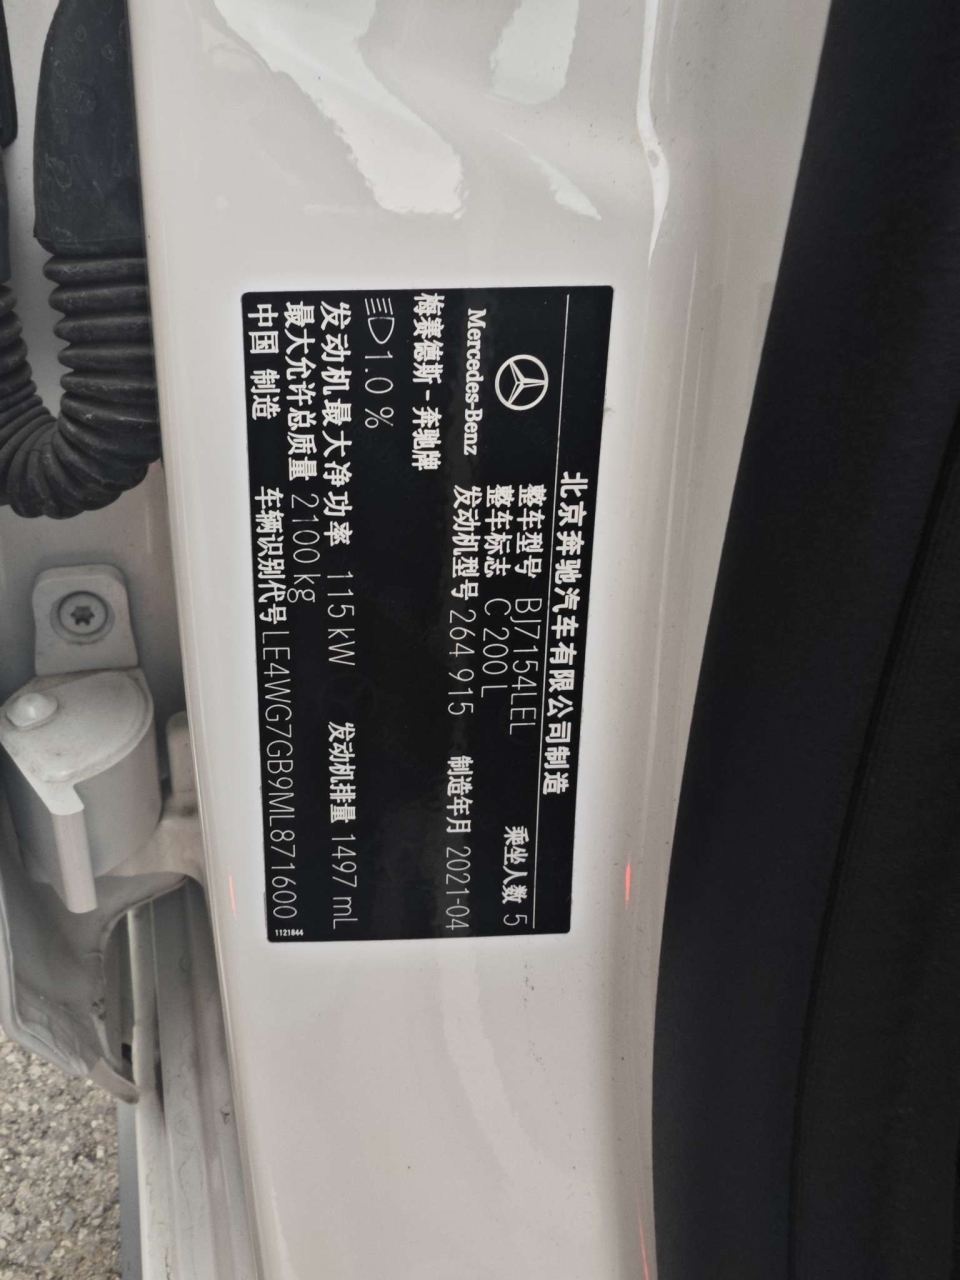 北京奔驰汽车有限公司制造
整车型号 BJ7154LEL 乘坐人数 5
整车标志 C 200 L
Mercedes-Benz 发动机型号 264 915 制造年月 2021-04
梅赛德斯-奔驰牌
1.0 %
发动机最大净功率 115 kW 发动机排量 1497 mL
最大允许总质量 2100 kg
中国 制造 车辆识别代号 LE4WG7GB9ML871600
1121844